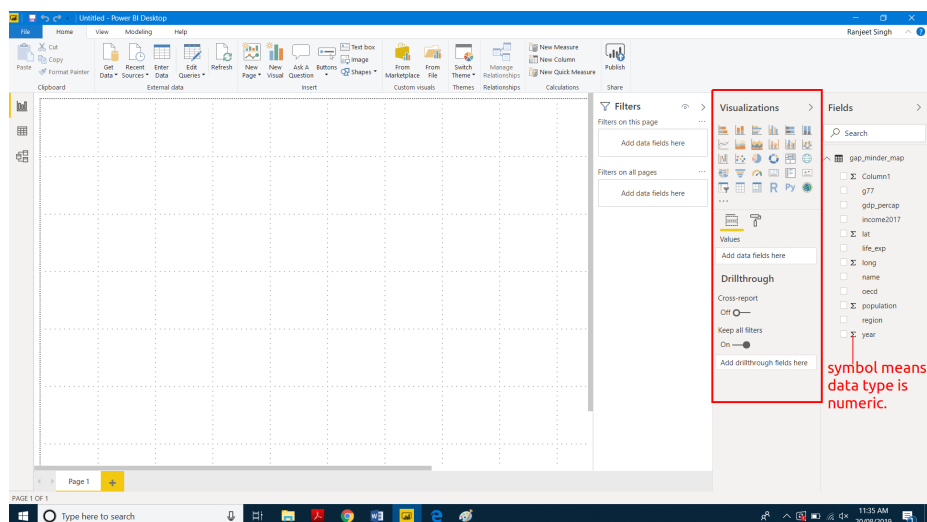 Untitled - Power BI Desktop
File Home View Modeling Help
Ranjeet Singh
Paste
Cut
Copy
Format Painter
Clipboard
Get Data
Recent Sources
Enter Data
Edit Queries
Refresh
External data
New Page
New Visual
Ask A Question
Buttons
Text box
Image
Shapes
Insert
From Marketplace
From File
Custom visuals
Switch Theme
Themes
Manage Relationships
Relationships
New Measure
New Column
New Quick Measure
Calculations
Publish
Share
Filters
Filters on this page
Add data fields here
Filters on all pages
Add data fields here
Visualizations
R Py
Values
Add data fields here
Drillthrough
Cross-report
Off
Keep all filters
On
Add drillthrough fields here
Fields
Search
gap_minder_map
Σ Column1
g77
gdp_percap
income2017
Σ lat
life_exp
Σ long
name
oecd
Σ population
region
Σ year
symbol means
data type is
numeric.
Page 1
PAGE 1 OF 1
Type here to search
11:35 AM
20/08/2019